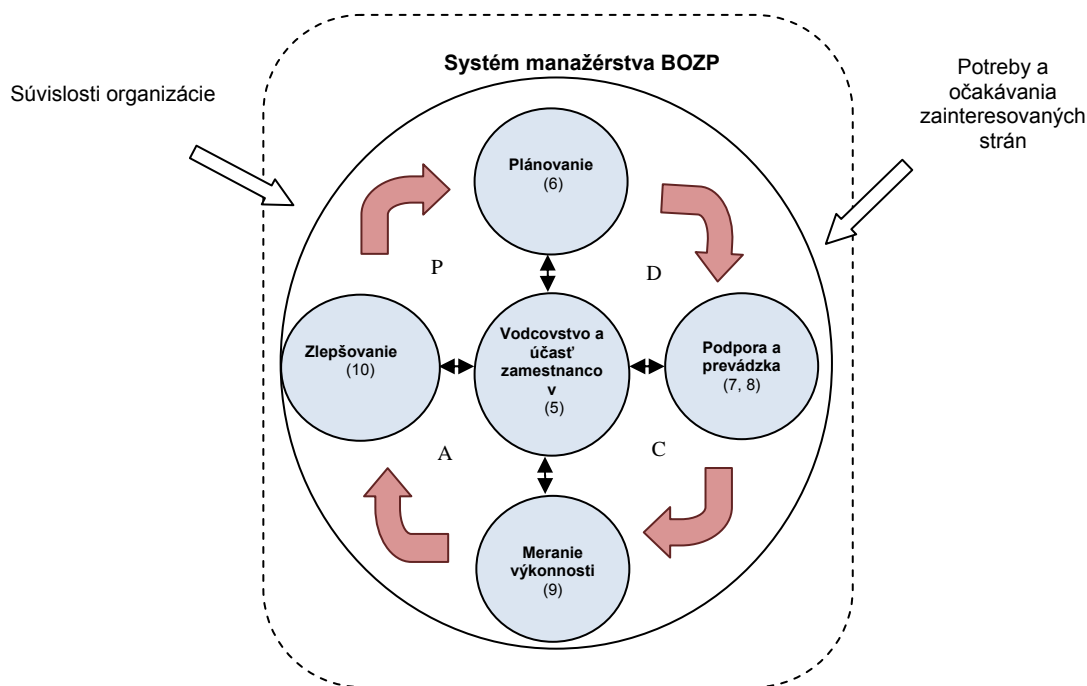 Systém manažérstva BOZP
Súvislosti organizácie
Potreby a
očakávania
zainteresovaných
strán
Plánovanie
(6)
P
D
Zlepšovanie
(10)
Vodcovstvo a
účasť
zamestnanco
v
(5)
Podpora a
prevádzka
(7, 8)
A
C
Meranie
výkonnosti
(9)